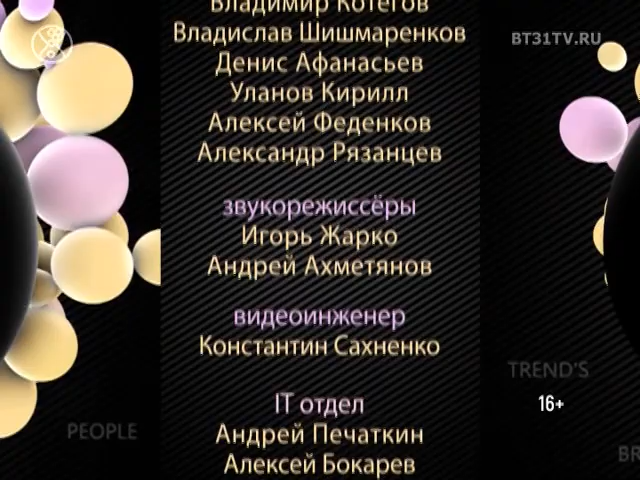 Владимир Котегов
Владислав Шишмаренков
BT31TV.RU
Денис Афанасьев
Уланов Кирилл
Алексей Феденков
Александр Рязанцев
звукорежиссёры
Игорь Жарко
Андрей Ахметянов
видеоинженер
Константин Сахненко
TREND'S
IT отдел
16+
PEOPLE
Андрей Печаткин
Алексей Бокарев